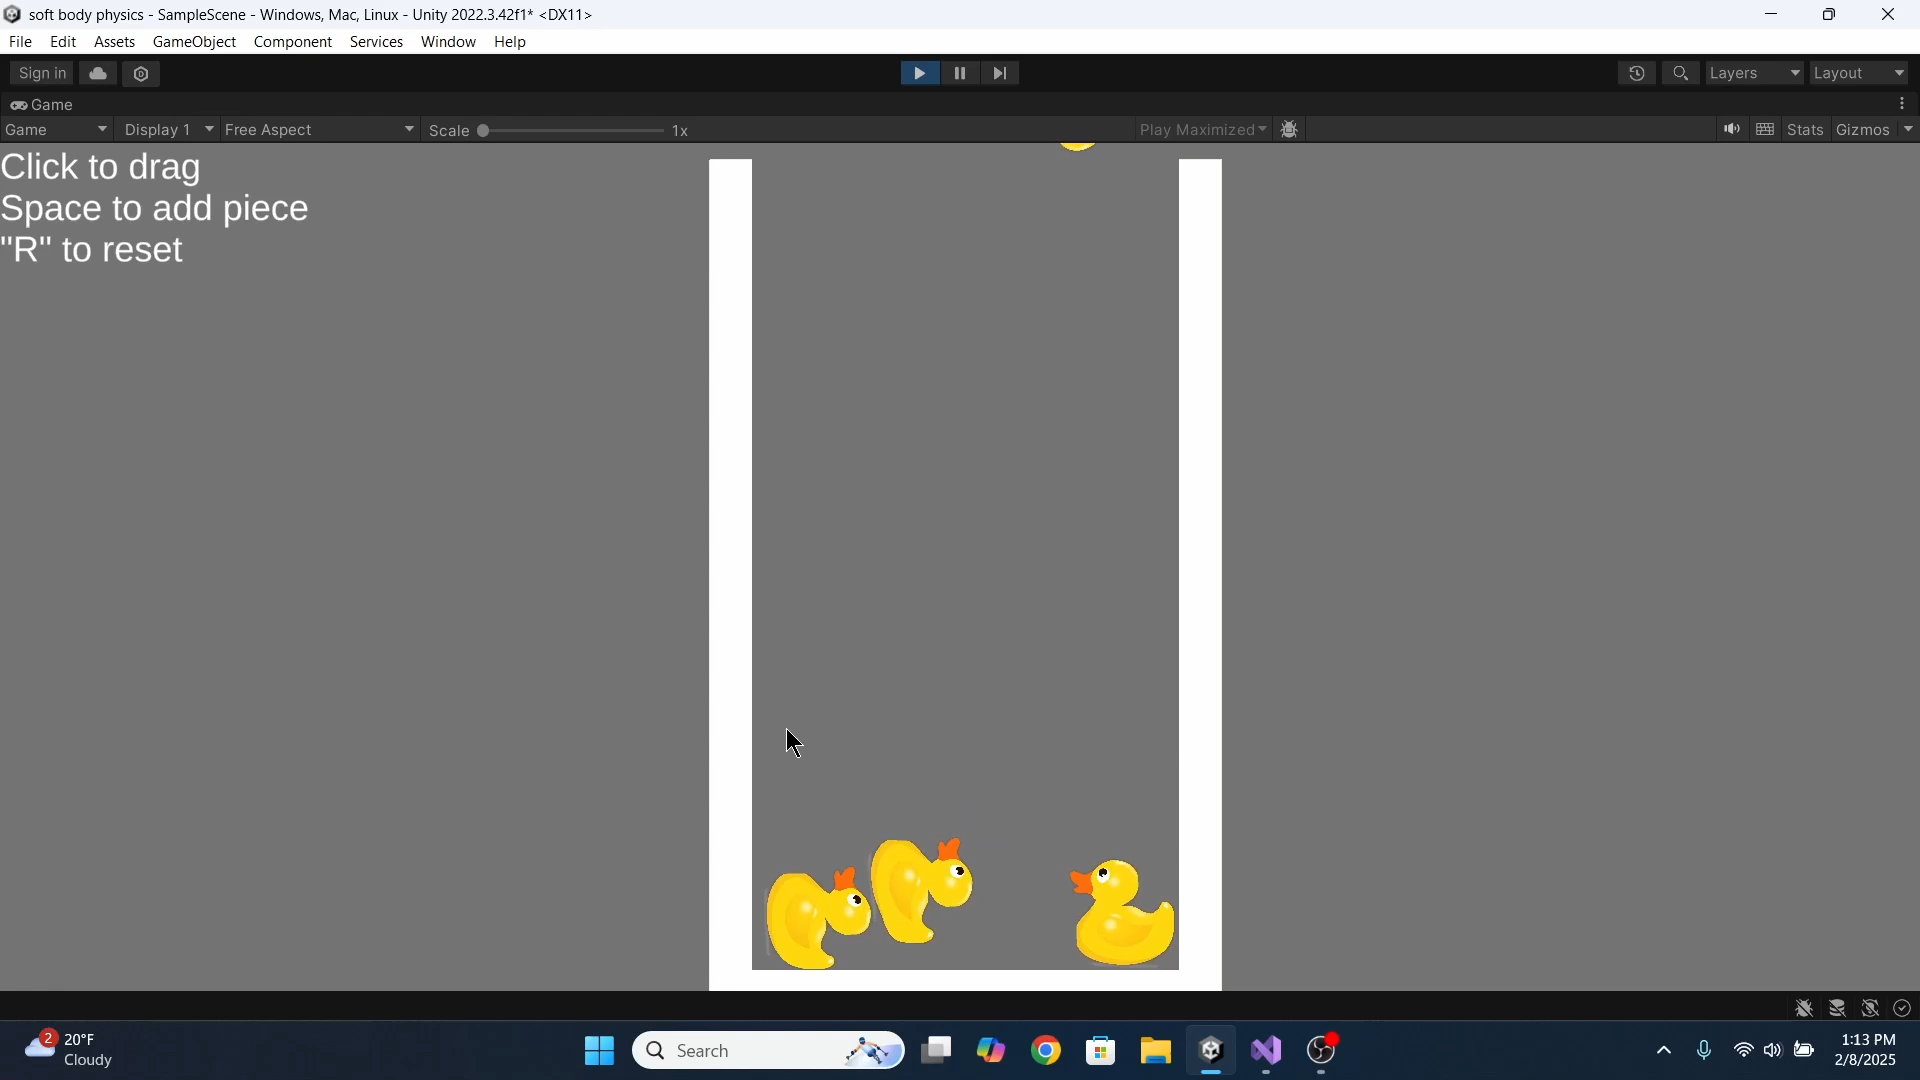 soft body physics - SampleScene - Windows, Mac, Linux - Unity 2022.3.42f1* <DX11>
File Edit Assets GameObject Component Services Window Help
Sign in Layers Layout
Game
Game Display 1 Free Aspect Scale 1x Play Maximized Stats Gizmos
Click to drag
Space to add piece
"R" to reset
2 20°F
Cloudy
Search
1:13 PM
2/8/2025